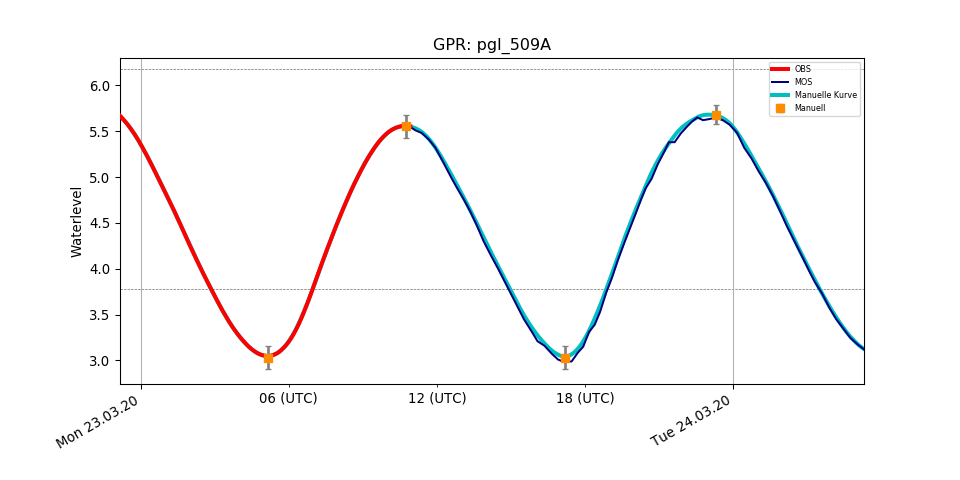 GPR: pgl_509A
OBS
MOS
Manuelle Kurve
Manuell
Waterlevel
6.0
5.5
5.0
4.5
4.0
3.5
3.0
Mon 23.03.20
06 (UTC)
12 (UTC)
18 (UTC)
Tue 24.03.20